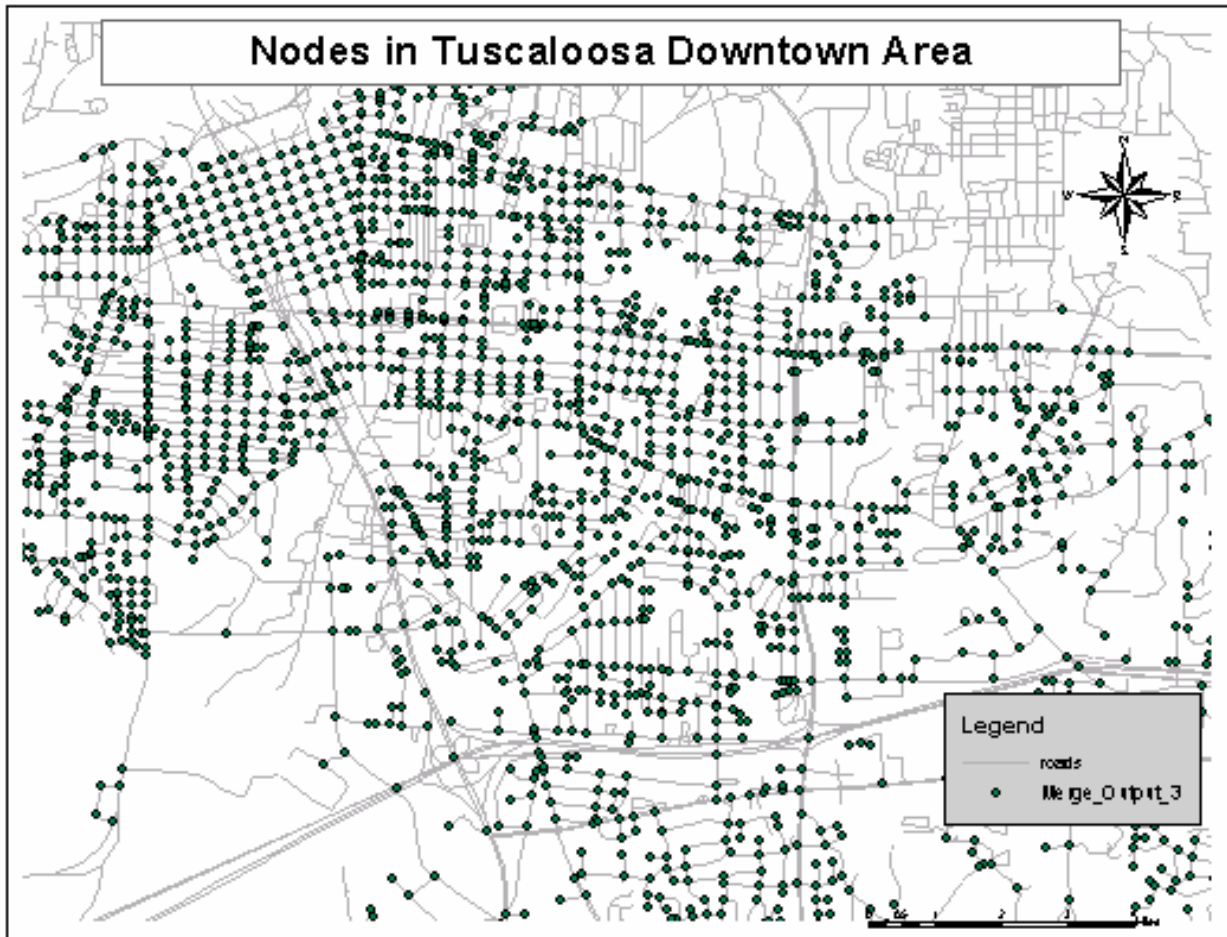 Nodes in Tuscaloosa Downtown Area
N
S
Legend
roads
Merge_Output_3